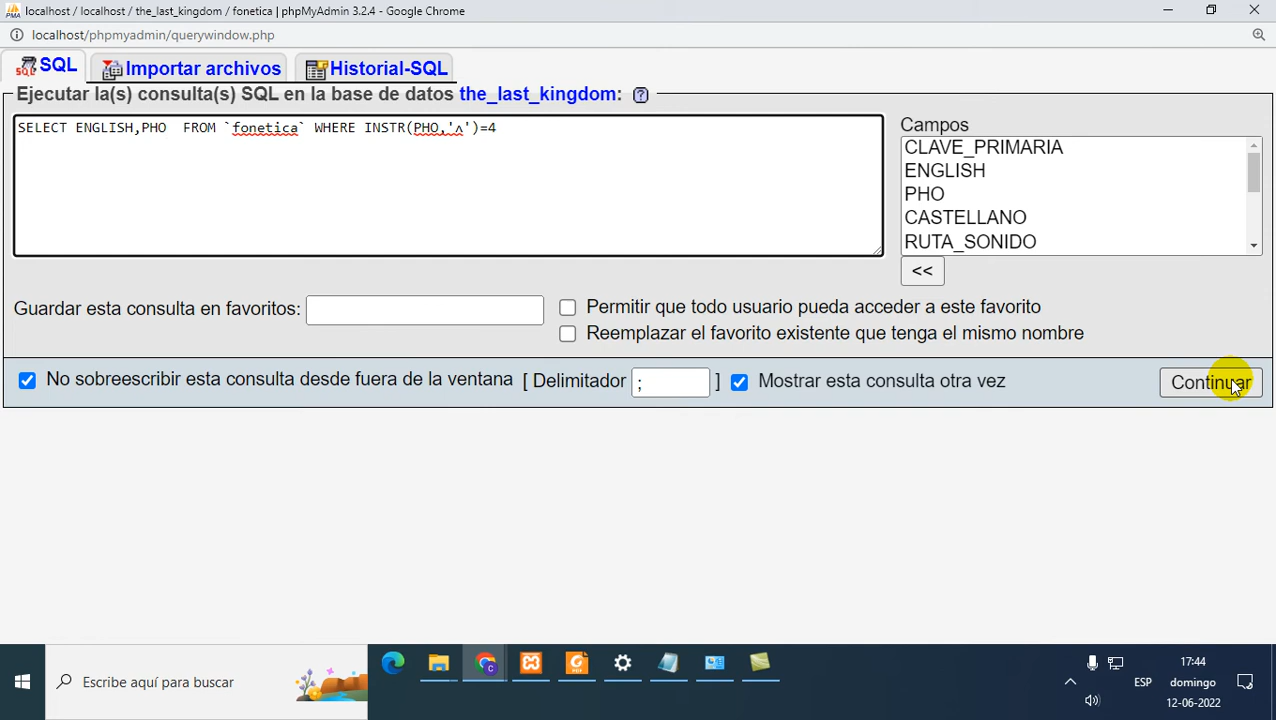 localhost / localhost / the_last_kingdom / fonetica | phpMyAdmin 3.2.4 - Google Chrome
localhost/phpmyadmin/querywindow.php
SQL Importar archivos Historial-SQL
Ejecutar la(s) consulta(s) SQL en la base de datos the_last_kingdom:
SELECT ENGLISH,PHO  FROM `fonetica` WHERE INSTR(PHO,'ʌ')=4
Campos
CLAVE_PRIMARIA
ENGLISH
PHO
CASTELLANO
RUTA_SONIDO
<<
Guardar esta consulta en favoritos:
Permitir que todo usuario pueda acceder a este favorito
Reemplazar el favorito existente que tenga el mismo nombre
No sobreescribir esta consulta desde fuera de la ventana [ Delimitador ; ] Mostrar esta consulta otra vez Continuar
Escribe aquí para buscar
ESP
17:44
domingo
12-06-2022